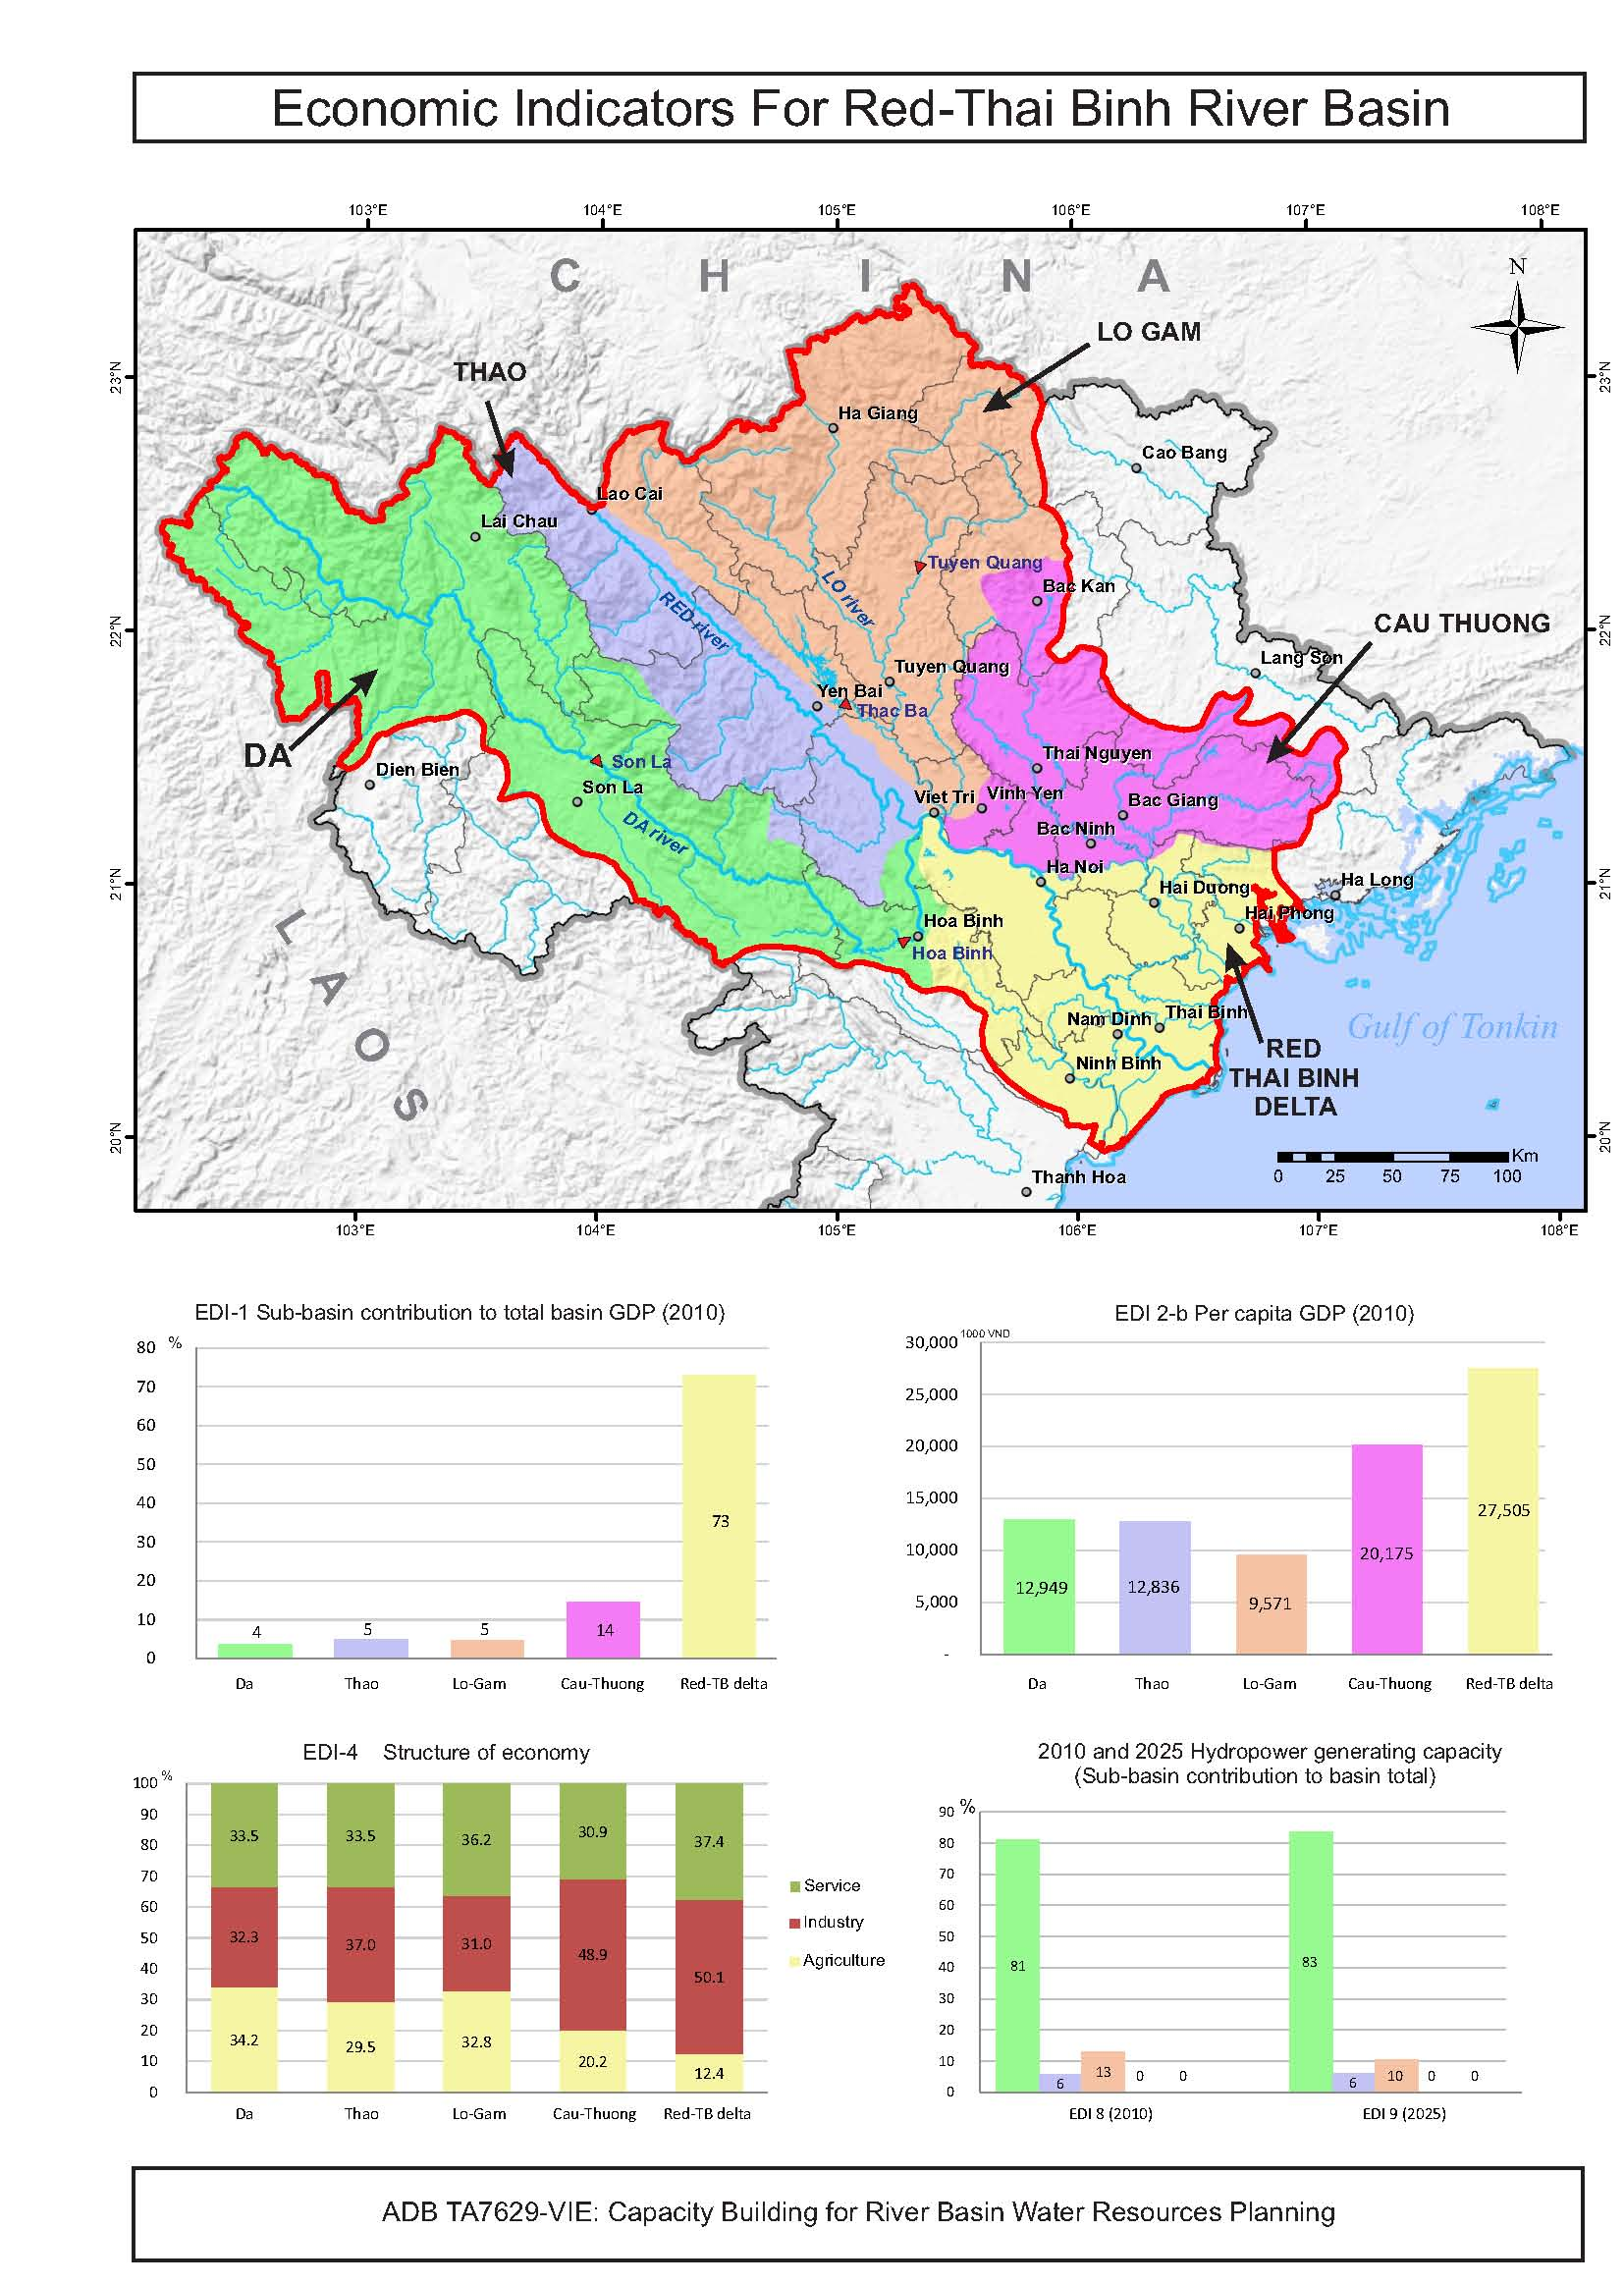 Economic Indicators For Red-Thai Binh River Basin
103°E 104°E 105°E 106°E 107°E 108°E
C H I N A
N
LO GAM
THAO
23°N 23°N
Ha Giang
Cao Bang
Lao Cai
Lai Chau
Tuyen Quang
Bac Kan
LO river
RED river
CAU THUONG
22°N 22°N
Lang Son
Tuyen Quang
Yen Bai
Thac Ba
DA
Thai Nguyen
Dien Bien
Son La
Son La
Viet Tri
Vinh Yen
Bac Giang
DA river
Bac Ninh
Ha Noi
21°N 21°N
Hai Duong
Ha Long
Hai Phong
Hoa Binh
Hoa Binh
L A O S
Nam Dinh
Thai Binh
Gulf of Tonkin
RED
THAI BINH
DELTA
Ninh Binh
20°N 20°N
Km
0 25 50 75 100
Thanh Hoa
103°E 104°E 105°E 106°E 107°E 108°E
EDI-1 Sub-basin contribution to total basin GDP (2010)
%
80
70
60
50
40
30
20
10
0
4 5 5 14 73
Da Thao Lo-Gam Cau-Thuong Red-TB delta
EDI 2-b Per capita GDP (2010)
1000 VND
30,000
25,000
20,000
15,000
10,000
5,000
-
12,949 12,836 9,571 20,175 27,505
Da Thao Lo-Gam Cau-Thuong Red-TB delta
EDI-4 Structure of economy
%
100
90
80
70
60
50
40
30
20
10
0
33.5 33.5 36.2 30.9 37.4
32.3 37.0 31.0 48.9 50.1
34.2 29.5 32.8 20.2 12.4
Da Thao Lo-Gam Cau-Thuong Red-TB delta
Service
Industry
Agriculture
2010 and 2025 Hydropower generating capacity
(Sub-basin contribution to basin total)
%
90
80
70
60
50
40
30
20
10
0
81 6 13 0 0 83 6 10 0 0
EDI 8 (2010) EDI 9 (2025)
ADB TA7629-VIE: Capacity Building for River Basin Water Resources Planning